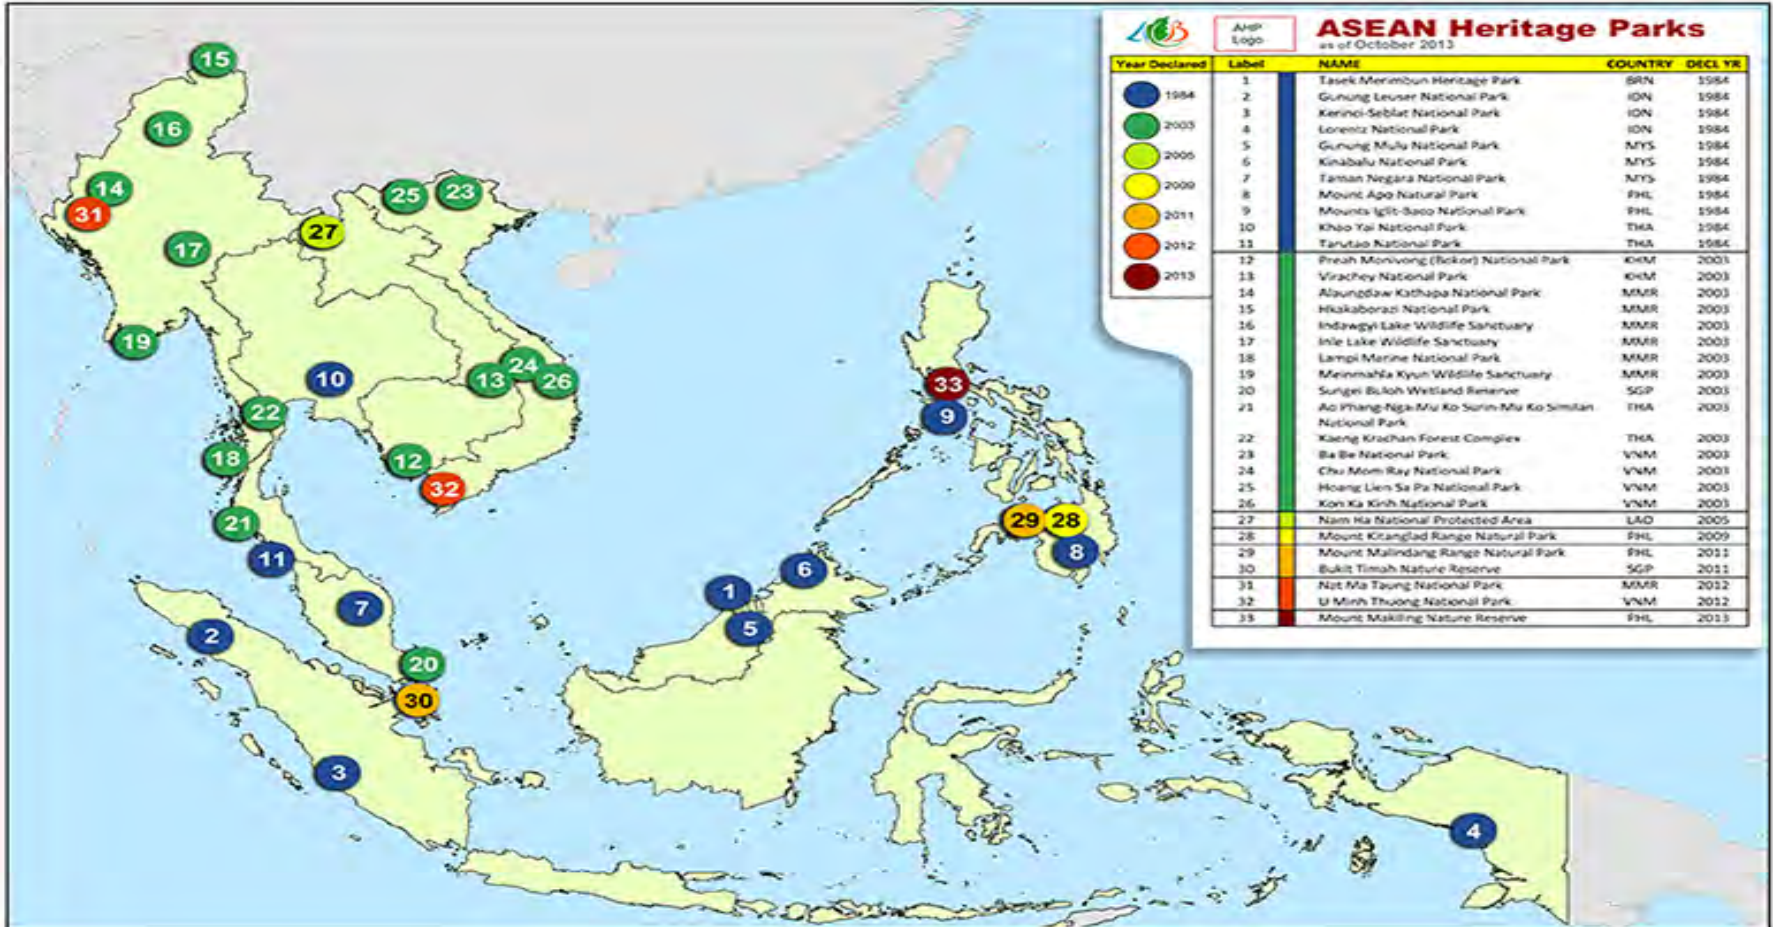 ASEAN Heritage Parks
AHP
Logo
as of October 2013
Year Declared Label NAME COUNTRY DECL YR
1984
2003
2005
2009
2011
2012
2013
1 Tasek Merimbun Heritage Park BRN 1984
2 Gunung Leuser National Park IDN 1984
3 Kerinci-Seblat National Park IDN 1984
4 Lorentz National Park IDN 1984
5 Gunung Mulu National Park MYS 1984
6 Kinabalu National Park MYS 1984
7 Taman Negara National Park MYS 1984
8 Mount Apo Natural Park PHL 1984
9 Mounts Iglit-Baco National Park PHL 1984
10 Khao Yai National Park THA 1984
11 Tarutao National Park THA 1984
12 Preah Monivong (Bokor) National Park KHM 2003
13 Virachey National Park KHM 2003
14 Alaungdaw Kathapa National Park MMR 2003
15 Hkakaborazi National Park MMR 2003
16 Indawgyi Lake Wildlife Sanctuary MMR 2003
17 Inle Lake Wildlife Sanctuary MMR 2003
18 Lampi Marine National Park MMR 2003
19 Meinmahla Kyun Wildlife Sanctuary MMR 2003
20 Sungei Buloh Wetland Reserve SGP 2003
21 Ao Phang-Nga-Mu Ko Surin-Mu Ko Similan THA 2003
National Park
22 Kaeng Krachan Forest Complex THA 2003
23 Ba Be National Park VNM 2003
24 Chu Mom Ray National Park VNM 2003
25 Hoang Lien Sa Pa National Park VNM 2003
26 Kon Ka Kinh National Park VNM 2003
27 Nam Ha National Protected Area LAO 2005
28 Mount Kitanglad Range Natural Park PHL 2009
29 Mount Malindang Range Natural Park PHL 2011
30 Bukit Timah Nature Reserve SGP 2011
31 Nat Ma Taung National Park MMR 2012
32 U Minh Thuong National Park VNM 2012
33 Mount Makiling Nature Reserve PHL 2013
15
16
14
31
25
23
27
17
19
10
24
13
26
33
22
9
18
12
32
21
29
28
11
8
6
1
7
5
2
20
30
3
4